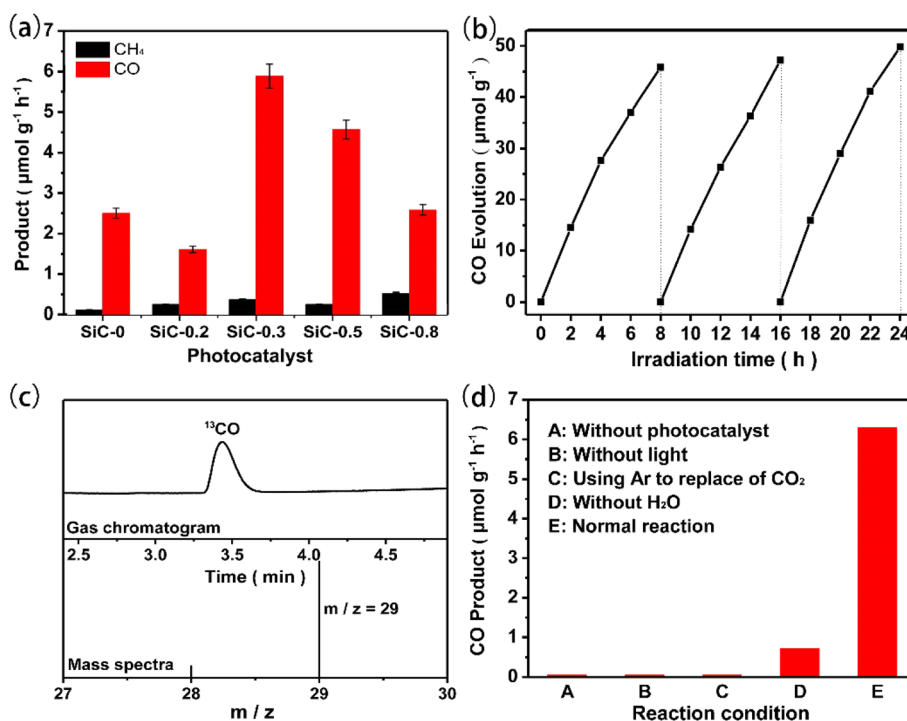 (a)
CH₄
CO
Product ( μmol g⁻¹ h⁻¹ )
7
6
5
4
3
2
1
0
SiC-0 SiC-0.2 SiC-0.3 SiC-0.5 SiC-0.8
Photocatalyst
(b)
CO Evolution ( μmol g⁻¹ )
50
40
30
20
10
0
0 2 4 6 8 10 12 14 16 18 20 22 24
Irradiation time ( h )
(c)
¹³CO
Gas chromatogram
2.5 3.0 3.5 4.0 4.5
Time ( min )
m / z = 29
Mass spectra
27 28 29 30
m / z
(d)
CO Product ( μmol g⁻¹ h⁻¹ )
7
6
5
4
3
2
1
0
A: Without photocatalyst
B: Without light
C: Using Ar to replace of CO₂
D: Without H₂O
E: Normal reaction
A B C D E
Reaction condition